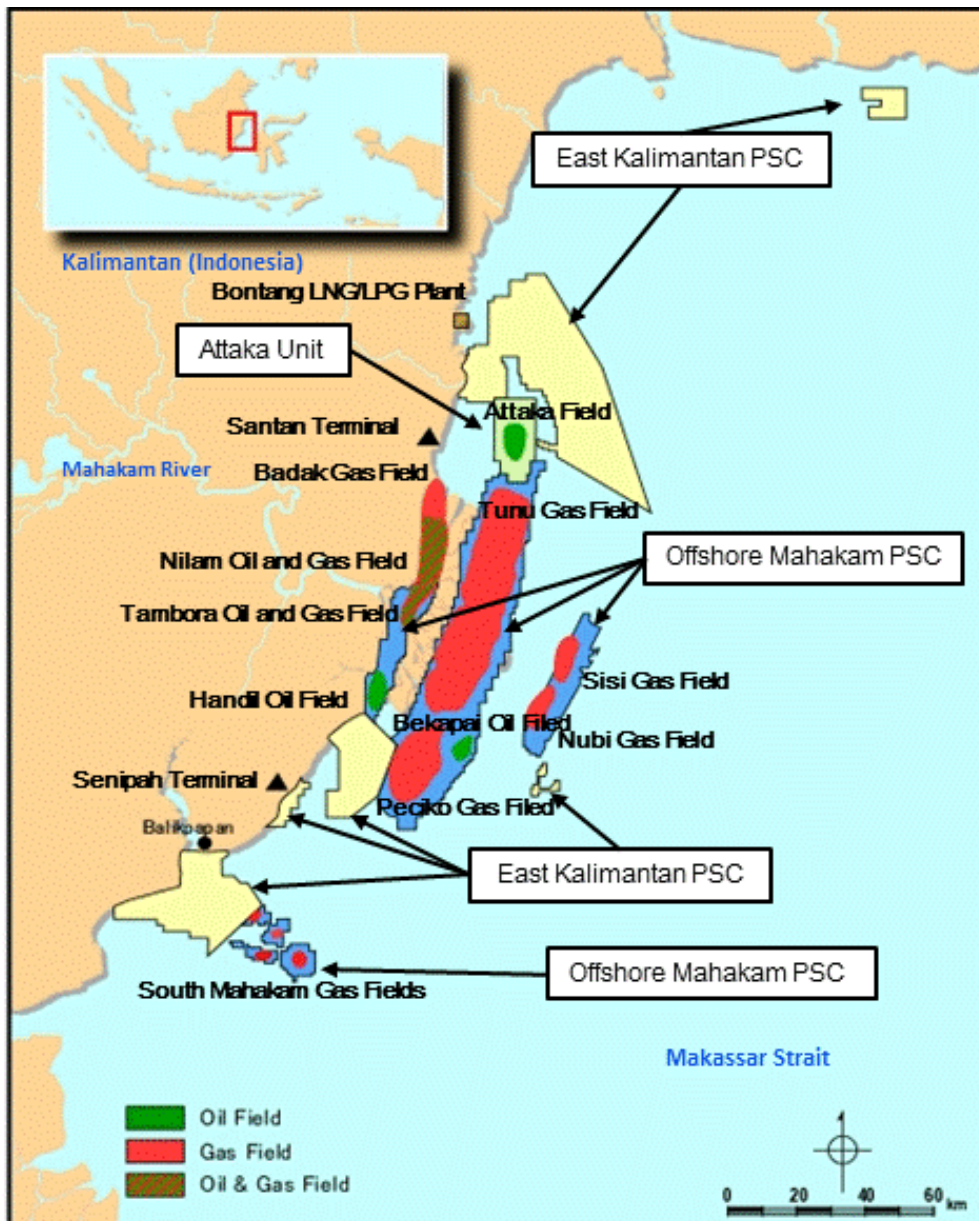 East Kalimantan PSC
Kalimantan (Indonesia)
Bontang LNG/LPG Plant
Attaka Unit
Attaka Field
Santan Terminal
Mahakam River
Badak Gas Field
Tunu Gas Field
Nilam Oil and Gas Field
Offshore Mahakam PSC
Tambora Oil and Gas Field
Sisi Gas Field
Handil Oil Field
Bekapai Oil Filed
Nubi Gas Field
Senipah Terminal
Peciko Gas Filed
Balikpapan
East Kalimantan PSC
Offshore Mahakam PSC
South Mahakam Gas Fields
Makassar Strait
Oil Field
Gas Field
Oil & Gas Field
0 20 40 60 km